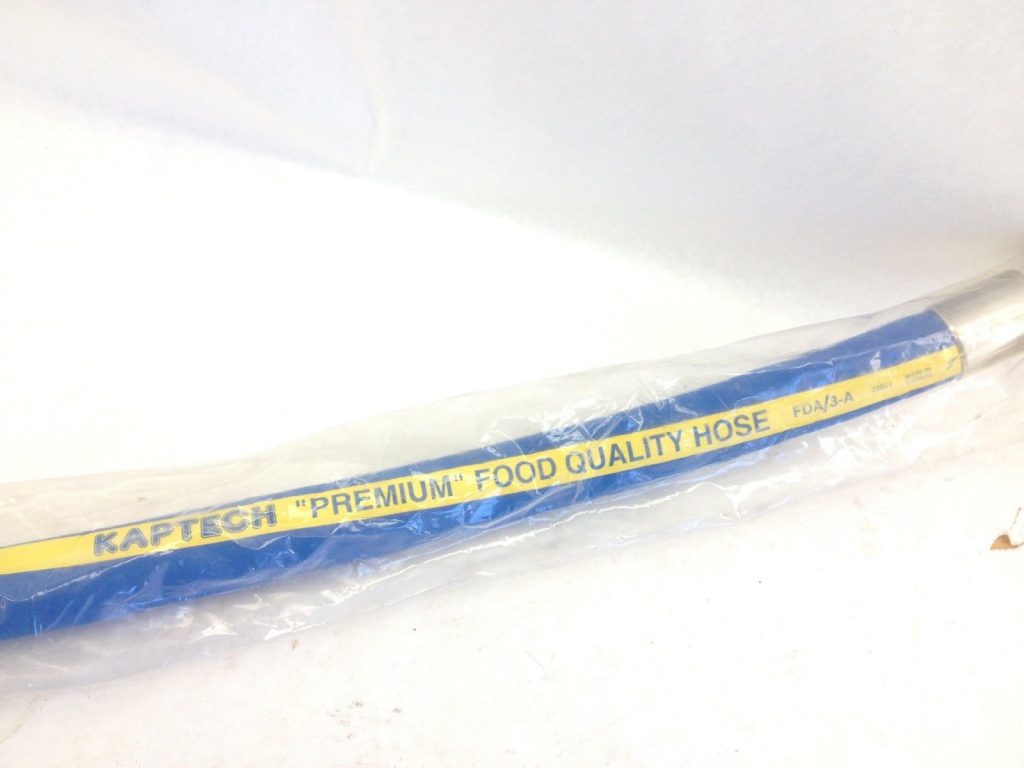 KAPTECH "PREMIUM" FOOD QUALITY HOSE FDA/3-A